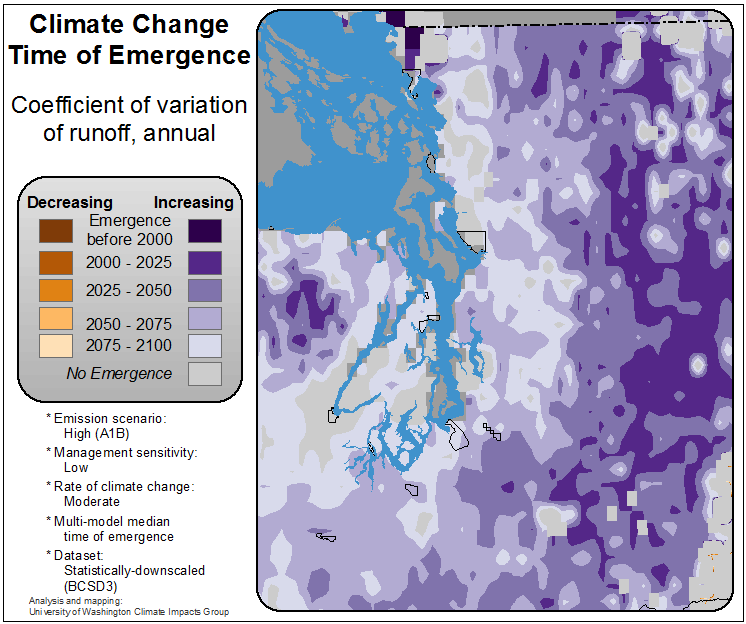 Climate Change
Time of Emergence
Coefficient of variation
of runoff, annual
Decreasing Increasing
Emergence
before 2000
2000 - 2025
2025 - 2050
2050 - 2075
2075 - 2100
No Emergence
* Emission scenario:
High (A1B)
* Management sensitivity:
Low
* Rate of climate change:
Moderate
* Multi-model median
time of emergence
* Dataset:
Statistically-downscaled
(BCSD3)
Analysis and mapping:
University of Washington Climate Impacts Group